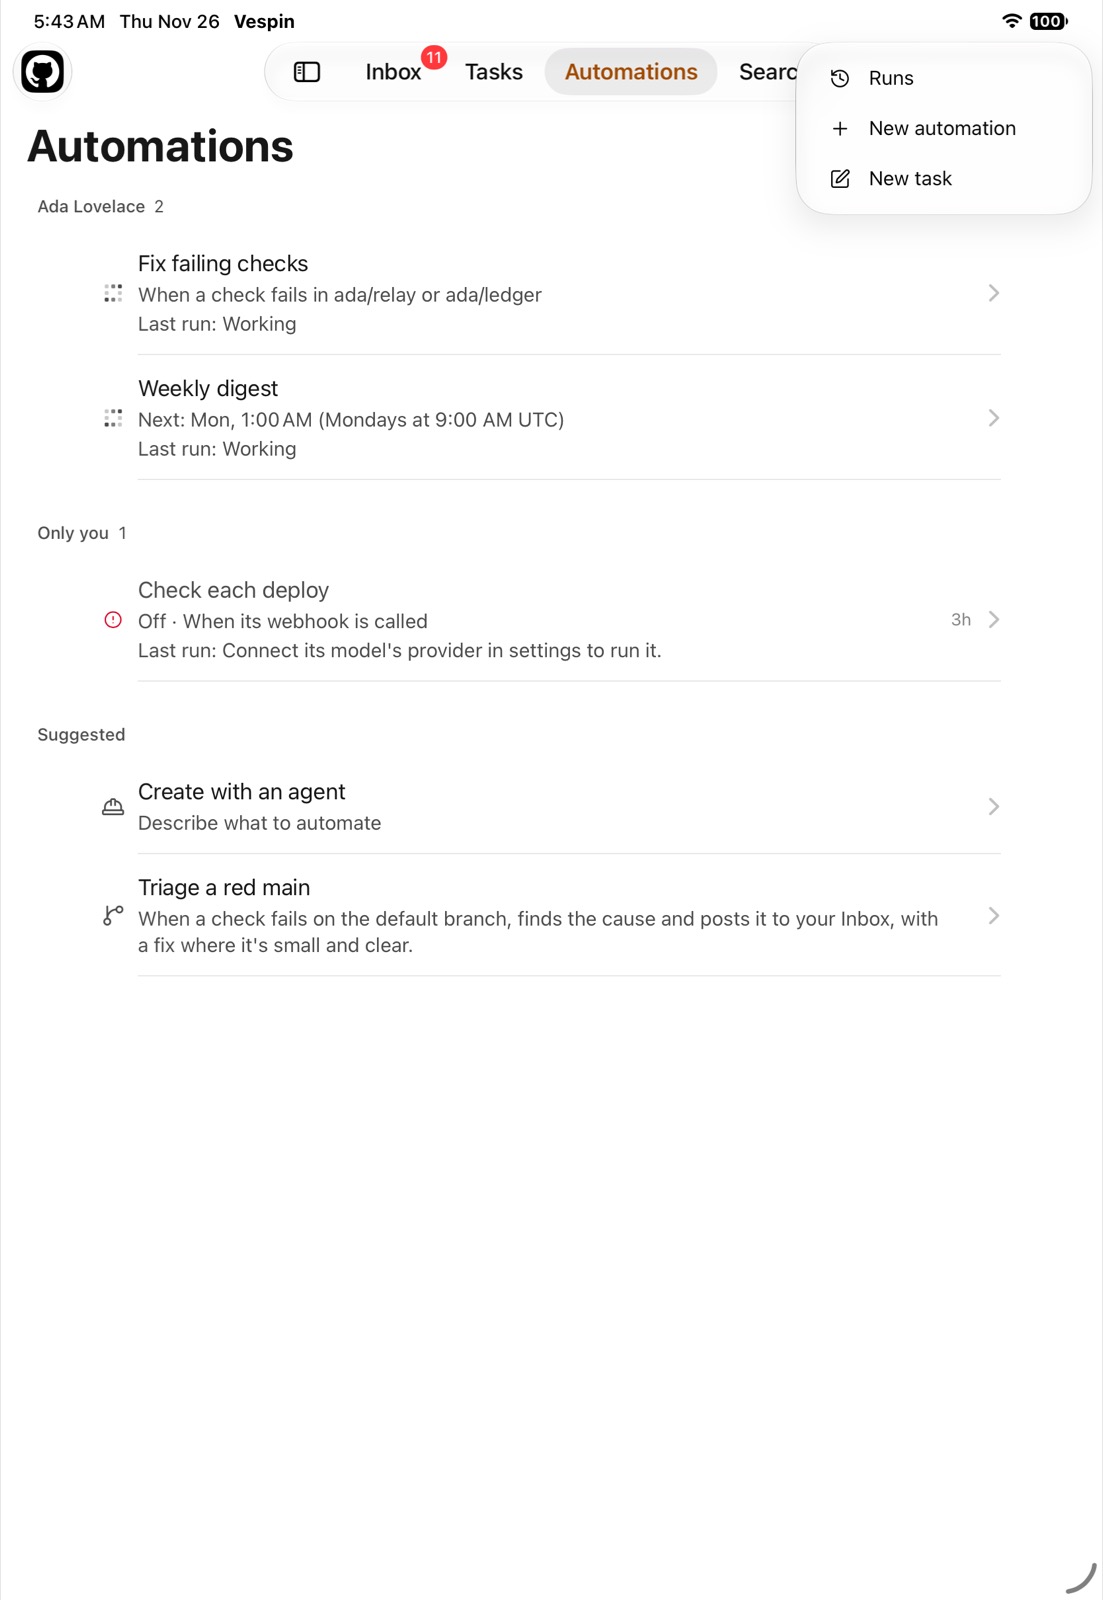 5:43 AM Thu Nov 26 Vespin
100
Inbox
11
Tasks
Automations
Searc
Runs
New automation
New task
Automations
Ada Lovelace 2
Fix failing checks
When a check fails in ada/relay or ada/ledger
Last run: Working
Weekly digest
Next: Mon, 1:00 AM (Mondays at 9:00 AM UTC)
Last run: Working
Only you 1
Check each deploy
Off · When its webhook is called
3h
Last run: Connect its model's provider in settings to run it.
Suggested
Create with an agent
Describe what to automate
Triage a red main
When a check fails on the default branch, finds the cause and posts it to your Inbox, with
a fix where it's small and clear.